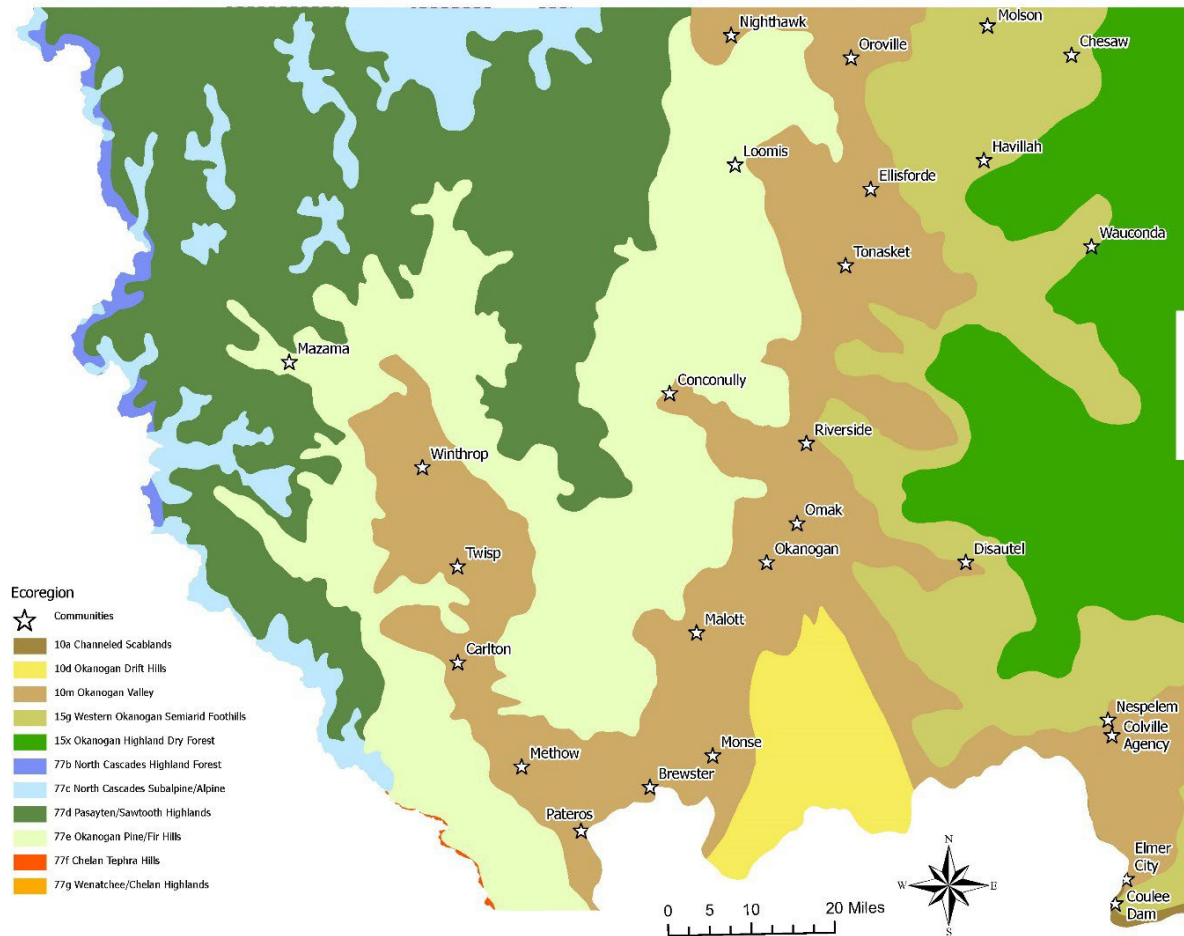 Nighthawk
Molson
Oroville
Chesaw
Loomis
Havillah
Ellisforde
Wauconda
Tonasket
Mazama
Conconully
Riverside
Winthrop
Omak
Twisp
Okanogan
Disautel
Malott
Carlton
Nespelem
Colville
Agency
Monse
Methow
Brewster
Pateros
Elmer
City
Coulee
Dam
Ecoregion
Communities
10a Channeled Scablands
10d Okanogan Drift Hills
10m Okanogan Valley
15g Western Okanogan Semiarid Foothills
15x Okanogan Highland Dry Forest
77b North Cascades Highland Forest
77c North Cascades Subalpine/Alpine
77d Pasayten/Sawtooth Highlands
77e Okanogan Pine/Fir Hills
77f Chelan Tephra Hills
77g Wenatchee/Chelan Highlands
N
W E
S
0 5 10 20 Miles